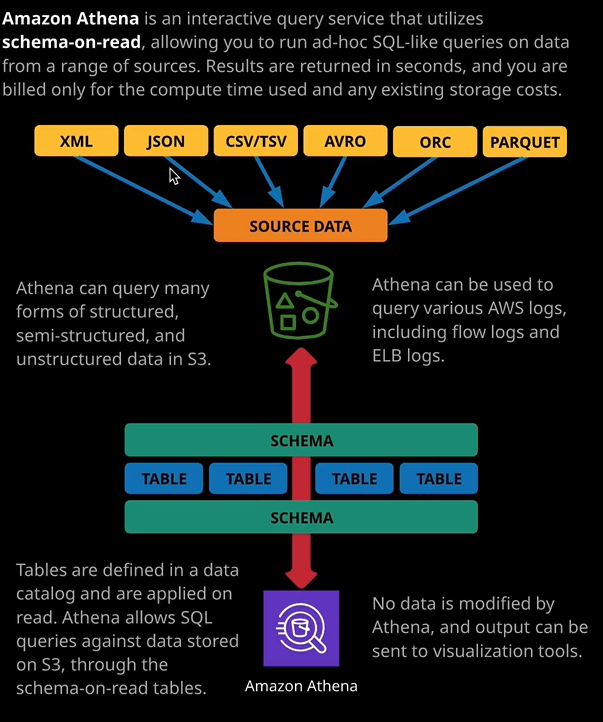 Amazon Athena is an interactive query service that utilizes
schema-on-read, allowing you to run ad-hoc SQL-like queries on data
from a range of sources. Results are returned in seconds, and you are
billed only for the compute time used and any existing storage costs.
XML JSON CSV/TSV AVRO ORC PARQUET
SOURCE DATA
Athena can query many
forms of structured,
semi-structured, and
unstructured data in S3.
Athena can be used to
query various AWS logs,
including flow logs and
ELB logs.
SCHEMA
TABLE TABLE TABLE TABLE
SCHEMA
Tables are defined in a data
catalog and are applied on
read. Athena allows SQL
queries against data stored
on S3, through the
schema-on-read tables.
No data is modified by
Athena, and output can be
sent to visualization tools.
Amazon Athena